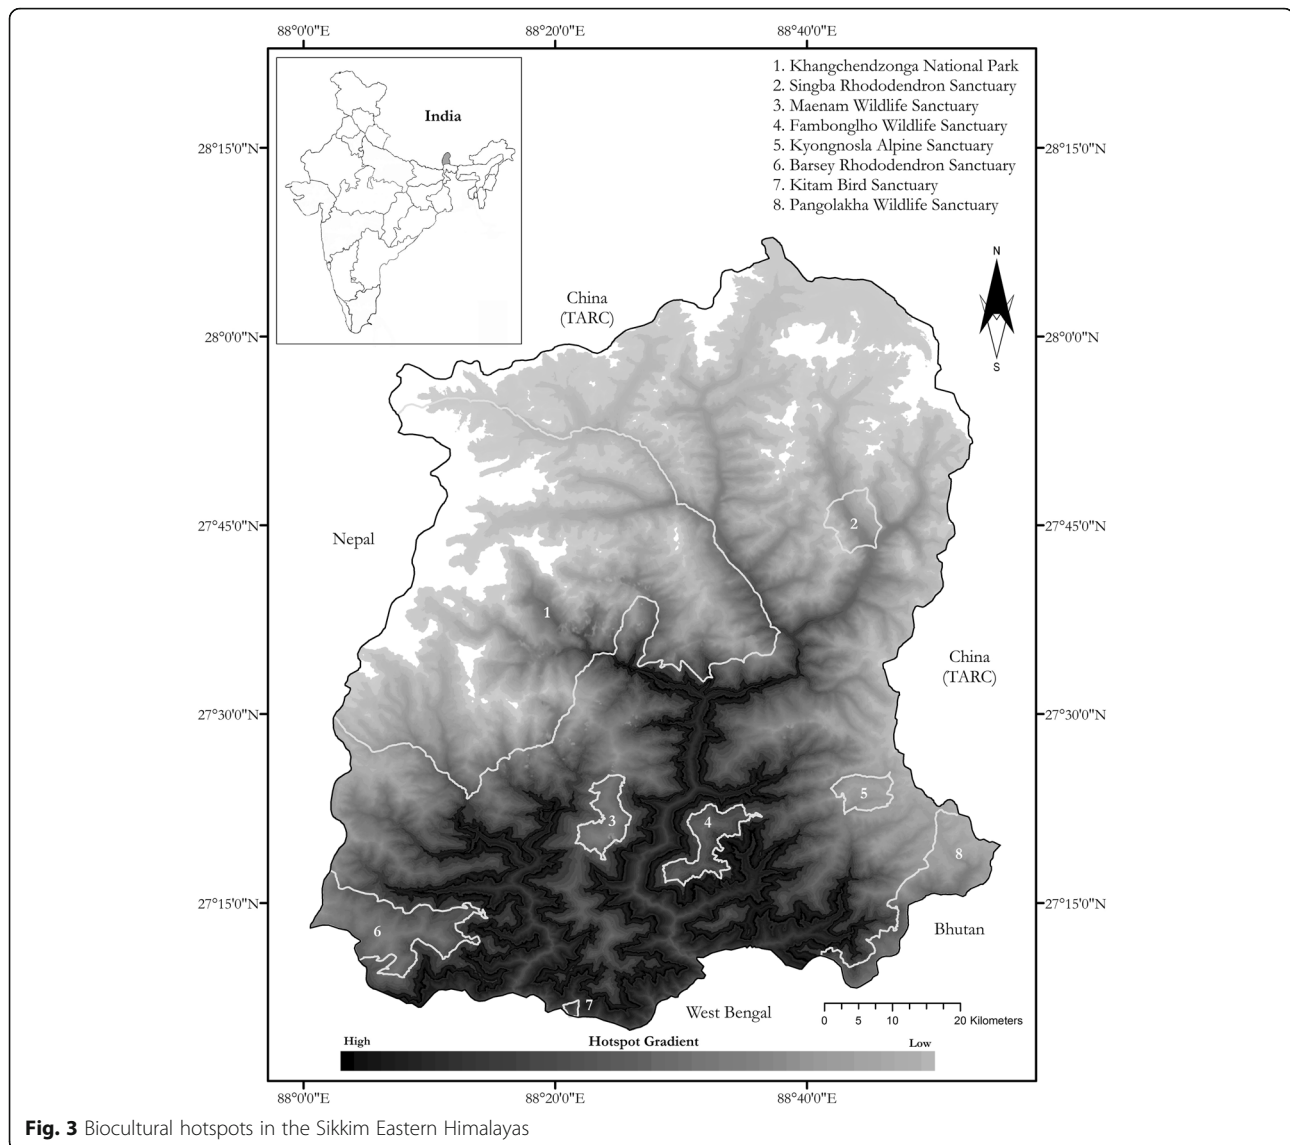 88°0'0"E 88°20'0"E 88°40'0"E
India
1. Khangchendzonga National Park
2. Singba Rhododendron Sanctuary
3. Maenam Wildlife Sanctuary
4. Fambonglho Wildlife Sanctuary
5. Kyongnosla Alpine Sanctuary
6. Barsey Rhododendron Sanctuary
7. Kitam Bird Sanctuary
8. Pangolakha Wildlife Sanctuary
28°15'0"N 28°15'0"N
N
S
China
(TARC)
28°0'0"N 28°0'0"N
2
27°45'0"N 27°45'0"N
Nepal
1
China
(TARC)
27°30'0"N 27°30'0"N
5
3 4
8
27°15'0"N 27°15'0"N
6
Bhutan
7
West Bengal
0 5 10 20 Kilometers
High Hotspot Gradient Low
88°0'0"E 88°20'0"E 88°40'0"E
Fig. 3 Biocultural hotspots in the Sikkim Eastern Himalayas